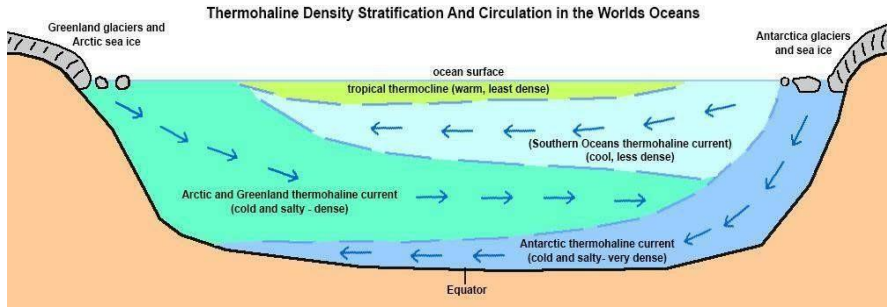 Thermohaline Density Stratification And Circulation in the Worlds Oceans
Greenland glaciers and
Arctic sea ice
Antarctica glaciers
and sea ice
ocean surface
tropical thermocline (warm, least dense)
(Southern Oceans thermohaline current)
(cool, less dense)
Arctic and Greenland thermohaline current
(cold and salty - dense)
Antarctic thermohaline current
(cold and salty- very dense)
Equator